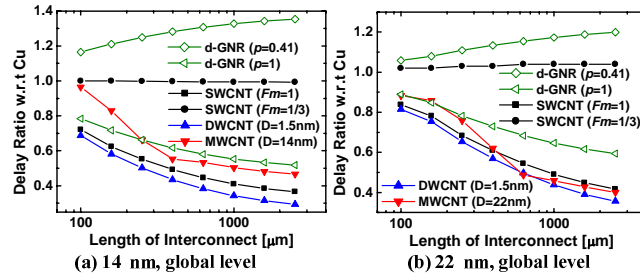 Delay Ratio w.r.t Cu
1.4
1.2
1.0
0.8
0.6
0.4
d-GNR (p=0.41)
d-GNR (p=1)
SWCNT (Fm=1)
SWCNT (Fm=1/3)
DWCNT (D=1.5nm)
MWCNT (D=14nm)
100
1000
Length of Interconnect [µm]
(a) 14 nm, global level
Delay Ratio w.r.t Cu
1.4
1.2
1.0
0.8
0.6
0.4
0.2
d-GNR (p=0.41)
d-GNR (p=1)
SWCNT (Fm=1)
SWCNT (Fm=1/3)
DWCNT (D=1.5nm)
MWCNT (D=22nm)
100
1000
Length of Interconnect [µm]
(b) 22 nm, global level